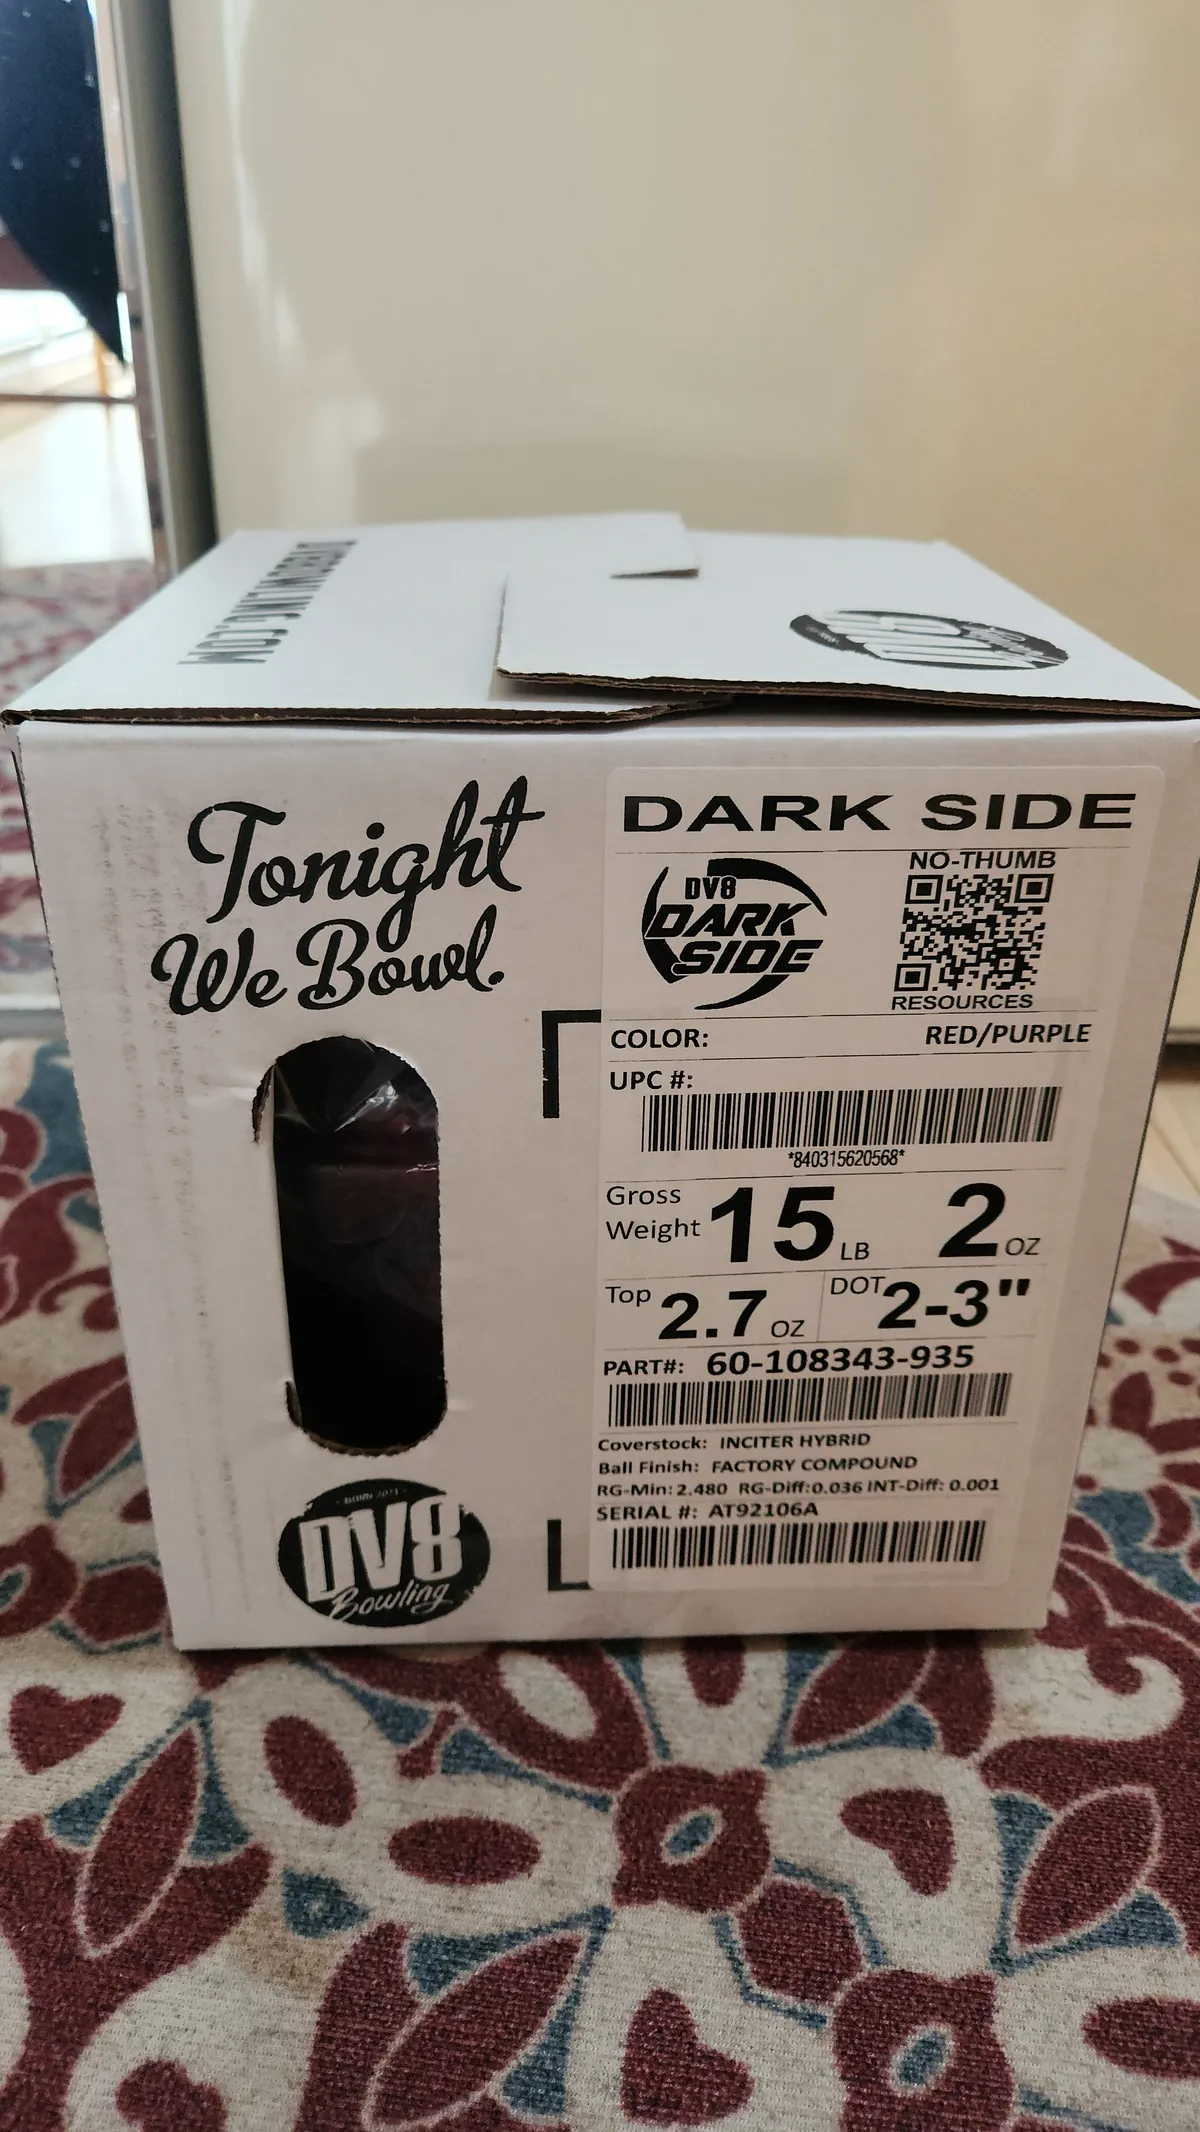 DV8BOWLING.COM
Tonight
We Bowl.
DV8
Bowling
DARK SIDE
DV8
DARK
SIDE
NO-THUMB
RESOURCES
COLOR: RED/PURPLE
UPC #:
*840315620568*
Gross
Weight 15 LB 2 OZ
Top 2.7 OZ DOT 2-3"
PART#: 60-108343-935
Coverstock: INCITER HYBRID
Ball Finish: FACTORY COMPOUND
RG-Min: 2.480 RG-Diff:0.036 INT-Diff: 0.001
SERIAL #: AT92106A